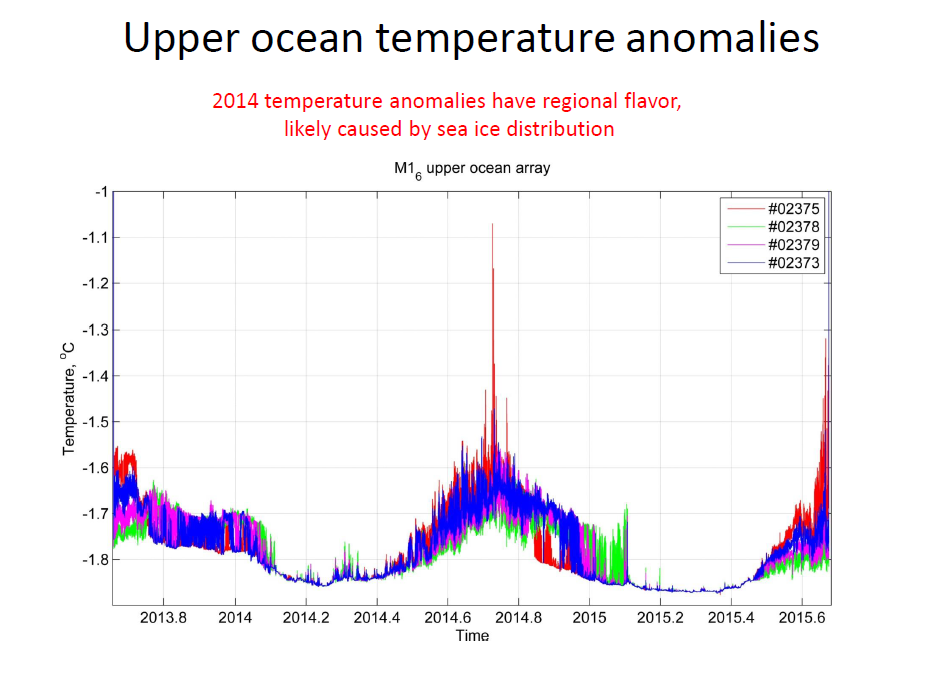 Upper ocean temperature anomalies
2014 temperature anomalies have regional flavor,
likely caused by sea ice distribution
M1₆ upper ocean array
#02375
#02378
#02379
#02373
-1
-1.1
-1.2
-1.3
-1.4
-1.5
-1.6
-1.7
-1.8
Temperature, °C
2013.8 2014 2014.2 2014.4 2014.6 2014.8 2015 2015.2 2015.4 2015.6
Time